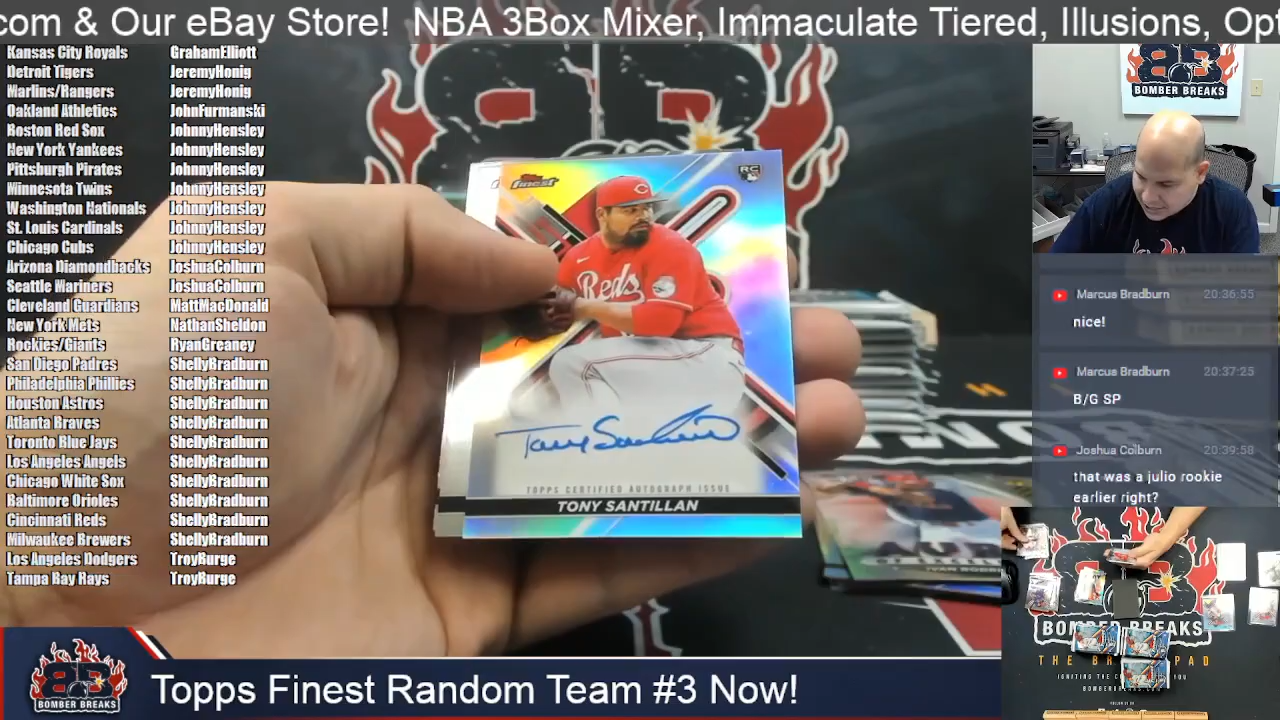 com & Our eBay Store!  NBA 3Box Mixer, Immaculate Tiered, Illusions, Opt
Kansas City Royals GrahamElliott
Detroit Tigers JeremyHonig
Marlins/Rangers JeremyHonig
Oakland Athletics JohnFurmanski
Boston Red Sox JohnnyHensley
New York Yankees JohnnyHensley
Pittsburgh Pirates JohnnyHensley
Minnesota Twins JohnnyHensley
Washington Nationals JohnnyHensley
St. Louis Cardinals JohnnyHensley
Chicago Cubs JohnnyHensley
Arizona Diamondbacks JoshuaColburn
Seattle Mariners JoshuaColburn
Cleveland Guardians MattMacDonald
New York Mets NathanSheldon
Rockies/Giants RyanGreaney
San Diego Padres ShellyBradburn
Philadelphia Phillies ShellyBradburn
Houston Astros ShellyBradburn
Atlanta Braves ShellyBradburn
Toronto Blue Jays ShellyBradburn
Los Angeles Angels ShellyBradburn
Chicago White Sox ShellyBradburn
Baltimore Orioles ShellyBradburn
Cincinnati Reds ShellyBradburn
Milwaukee Brewers ShellyBradburn
Los Angeles Dodgers TroyBurge
Tampa Bay Rays TroyBurge
Topps
finest
RC
Reds
Tony Santillan
TOPPS CERTIFIED AUTOGRAPH ISSUE
TONY SANTILLAN
BB
BOMBER BREAKS
Marcus Bradburn 20:36:55
nice!
Marcus Bradburn 20:37:25
B/G SP
Joshua Colburn 20:39:58
that was a julio rookie
earlier right?
BOMBER BREAKS
BB
BOMBER BREAKS
Topps Finest Random Team #3 Now!